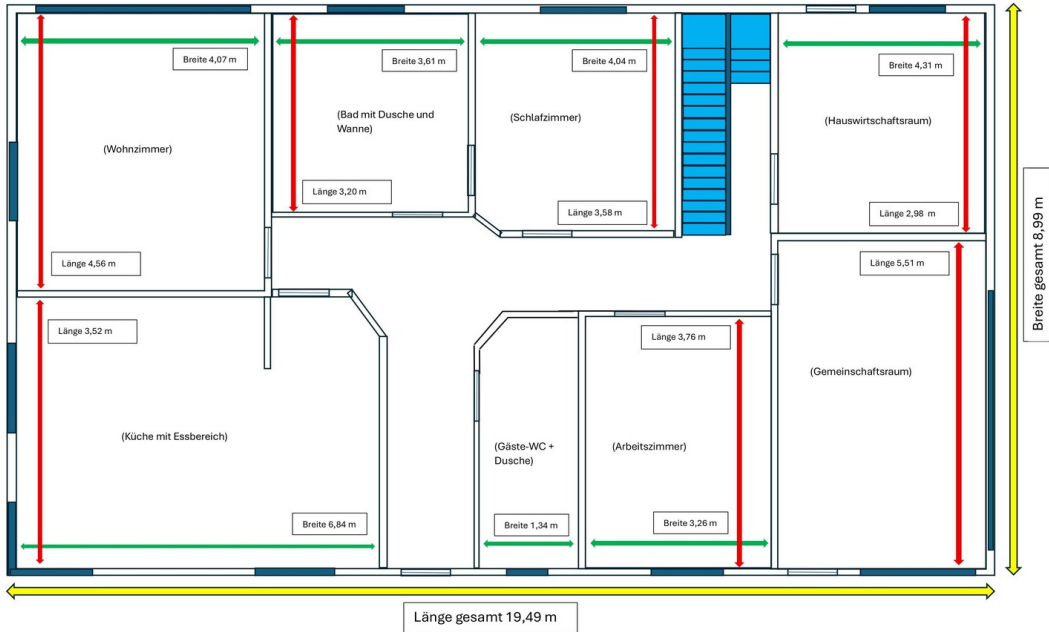 Breite 4,07 m
Breite 3,61 m
Breite 4,04 m
Breite 4,31 m
(Wohnzimmer)
(Bad mit Dusche und
Wanne)
(Schlafzimmer)
(Hauswirtschaftsraum)
Länge 4,56 m
Länge 3,20 m
Länge 3,58 m
Länge 2,98 m
Länge 3,52 m
Länge 3,76 m
Länge 5,51 m
(Küche mit Essbereich)
(Gäste-WC +
Dusche)
(Arbeitszimmer)
(Gemeinschaftsraum)
Breite 6,84 m
Breite 1,34 m
Breite 3,26 m
Breite gesamt 8,99 m
Länge gesamt 19,49 m